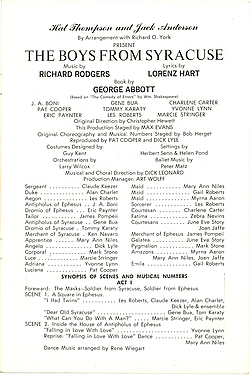 Kat Thompson and Jack Anderson
By Arrangement with Richard O. York
PRESENT
THE BOYS FROM SYRACUSE
Music by Lyrics by
RICHARD RODGERS LORENZ HART
Book by
GEORGE ABBOTT
(Based on "The Comedy of Errors" by Wm. Shakespeare)
J. A. BONI GENE BUA CHARLENE CARTER
PAT COOPER TOMMY KARATY YVONNE LYNN
ERIC PAYNTER LES ROBERTS MARCIE STRINGER
Original Direction by Christopher Hewett
This Production Staged by MAX EVANS
Original Choreography and Musical Numbers Staged by Bob Herget
Reproduced by PAT COOPER and DICK LYLE
Costumes Designed by Settings by
Guy Kent Herbert Senn & Helen Pond
Orchestrations by Ballet Music by
Larry Wilcox Peter Matz
Musical and Choral Direction by DICK LEONARD
Production Manager: ART WOLFF
Sergeant Claude Keezer Maid Mary Ann Niles
Duke Alan Charlet Maid Gail Roberts
Aegean Les Roberts Maid Myrna Aaron
Antipholus of Ephesus J. A. Boni Sorcerer Les Roberts
Dromio of Ephesus Eric Paynter Courtesan Charlene Carter
Tailor James Pompeii Fatima Zebra Nevins
Antipholus of Syracuse Gene Bua Courtesans June Eve Story
Dromio of Syracuse Tommy Karaty Joan Jaffe
Merchant of Syracuse Ken Navaro Merchant of Ephesus James Pompeii
Apprentice Mary Ann Niles Galatea June Eve Story
Angelo Dick Lyle Pygmalion Mark Stone
Corporal Mark Stone Amazons Myrna Aaron
Luce Marcie Stringer Mary Ann Niles, Joan Jaffe
Adriana Yvonne Lynn Emilia Gail Roberts
Luciana Pat Cooper
SYNOPSIS OF SCENES AND MUSICAL NUMBERS
ACT I
Foreward: The Masks—Soldier from Syracuse, Soldier from Ephesus
SCENE 1. A Square in Ephesus.
"I Had Twins" Les Roberts, Claude Keezer, Alan Charlet,
Dick Lyle & ensemble
"Dear Old Syracuse" Gene Bua, Tom Karaty
"What Can You Do With A Man?" Marcie Stringer, Eric Paynter
SCENE 2. Inside the House of Antipholus of Ephesus
"Falling in Love with Love" Yvonne Lynn
Reprise: "Falling in Love with Love" Dance Pat Cooper,
Mary Ann Niles
Dance Music arranged by Rene Wiegert